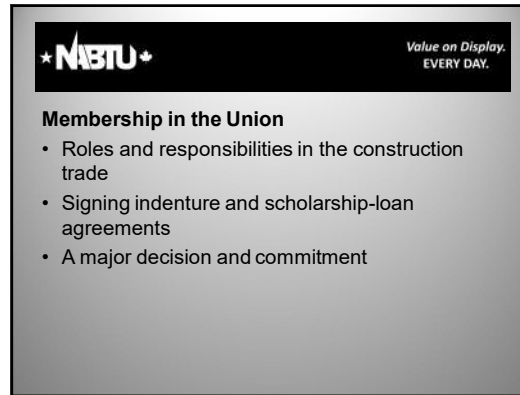 NABTU
Value on Display.
EVERY DAY.
Membership in the Union
• Roles and responsibilities in the construction
trade
• Signing indenture and scholarship-loan
agreements
• A major decision and commitment